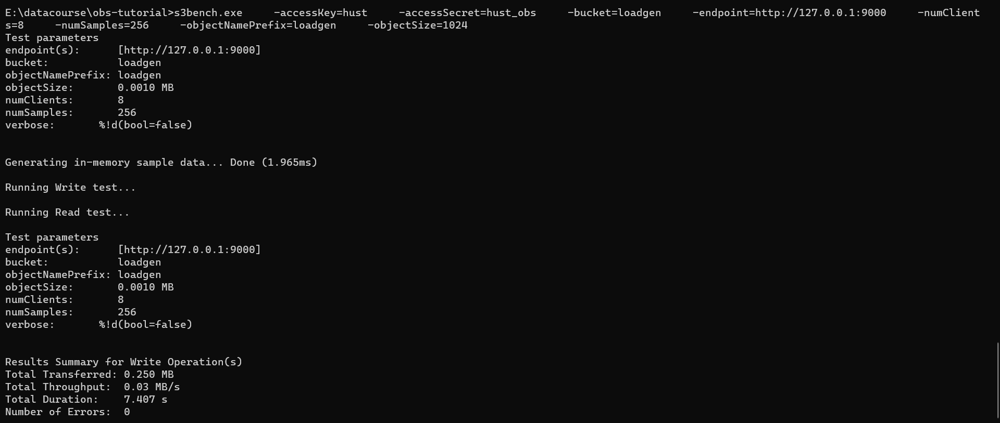 E:\datacourse\obs-tutorial>s3bench.exe     -accessKey=hust     -accessSecret=hust_obs     -bucket=loadgen     -endpoint=http://127.0.0.1:9000     -numClient
s=8     -numSamples=256     -objectNamePrefix=loadgen     -objectSize=1024
Test parameters
endpoint(s):      [http://127.0.0.1:9000]
bucket:           loadgen
objectNamePrefix: loadgen
objectSize:       0.0010 MB
numClients:       8
numSamples:       256
verbose:       %!d(bool=false)
Generating in-memory sample data... Done (1.965ms)
Running Write test...
Running Read test...
Test parameters
endpoint(s):      [http://127.0.0.1:9000]
bucket:           loadgen
objectNamePrefix: loadgen
objectSize:       0.0010 MB
numClients:       8
numSamples:       256
verbose:       %!d(bool=false)
Results Summary for Write Operation(s)
Total Transferred: 0.250 MB
Total Throughput:  0.03 MB/s
Total Duration:    7.407 s
Number of Errors:  0